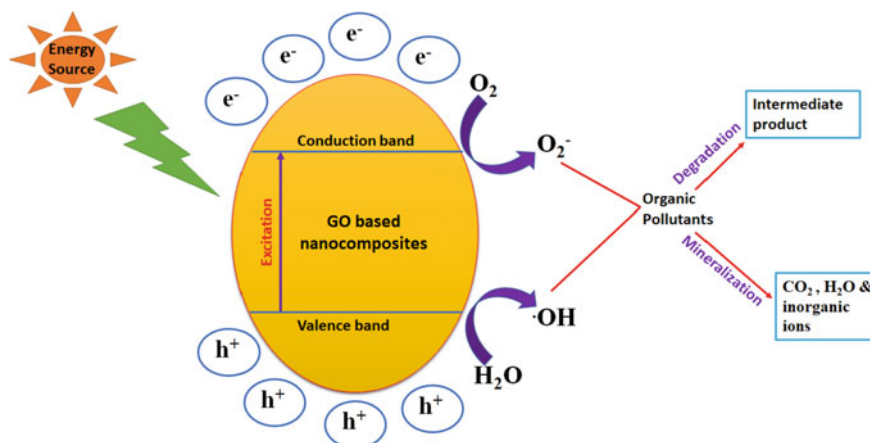 Energy
Source
e⁻
e⁻
e⁻
e⁻
e⁻
O₂
Conduction band
O₂⁻
Excitation
GO based
nanocomposites
Valence band
·OH
H₂O
h⁺
h⁺
h⁺
h⁺
Organic
Pollutants
Degradation
Intermediate
product
Mineralization
CO₂ , H₂O &
inorganic
ions